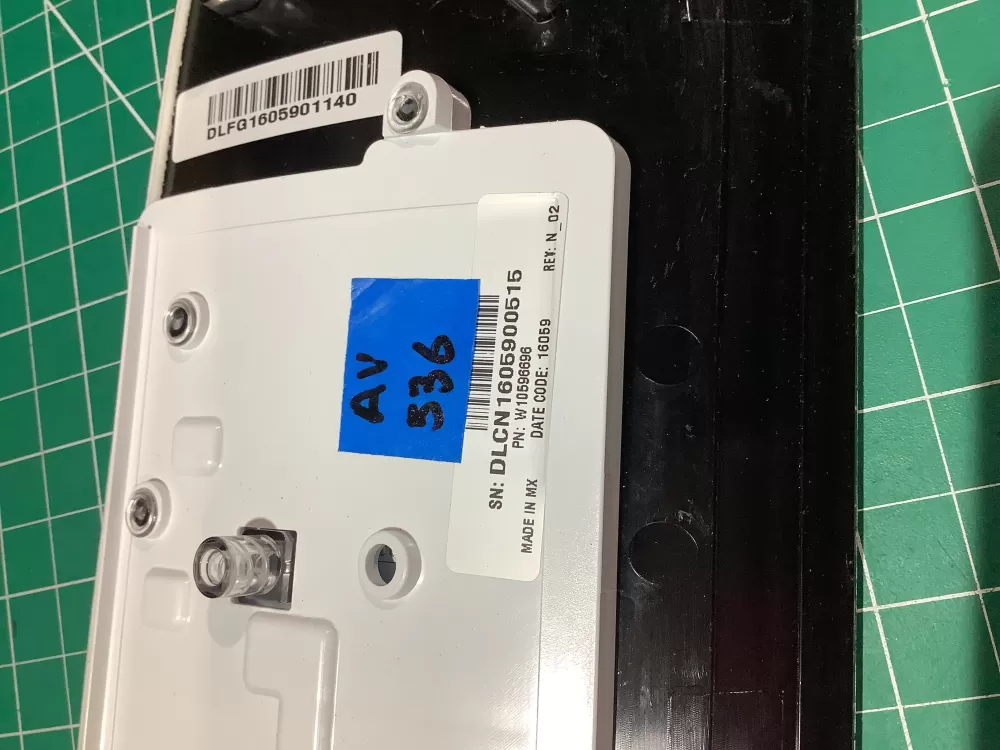 DLFG1605901140
AV
536
SN: DLCN1605900515
PN: W10596696
DATE CODE: 16059
MADE IN MX
REV: N_02